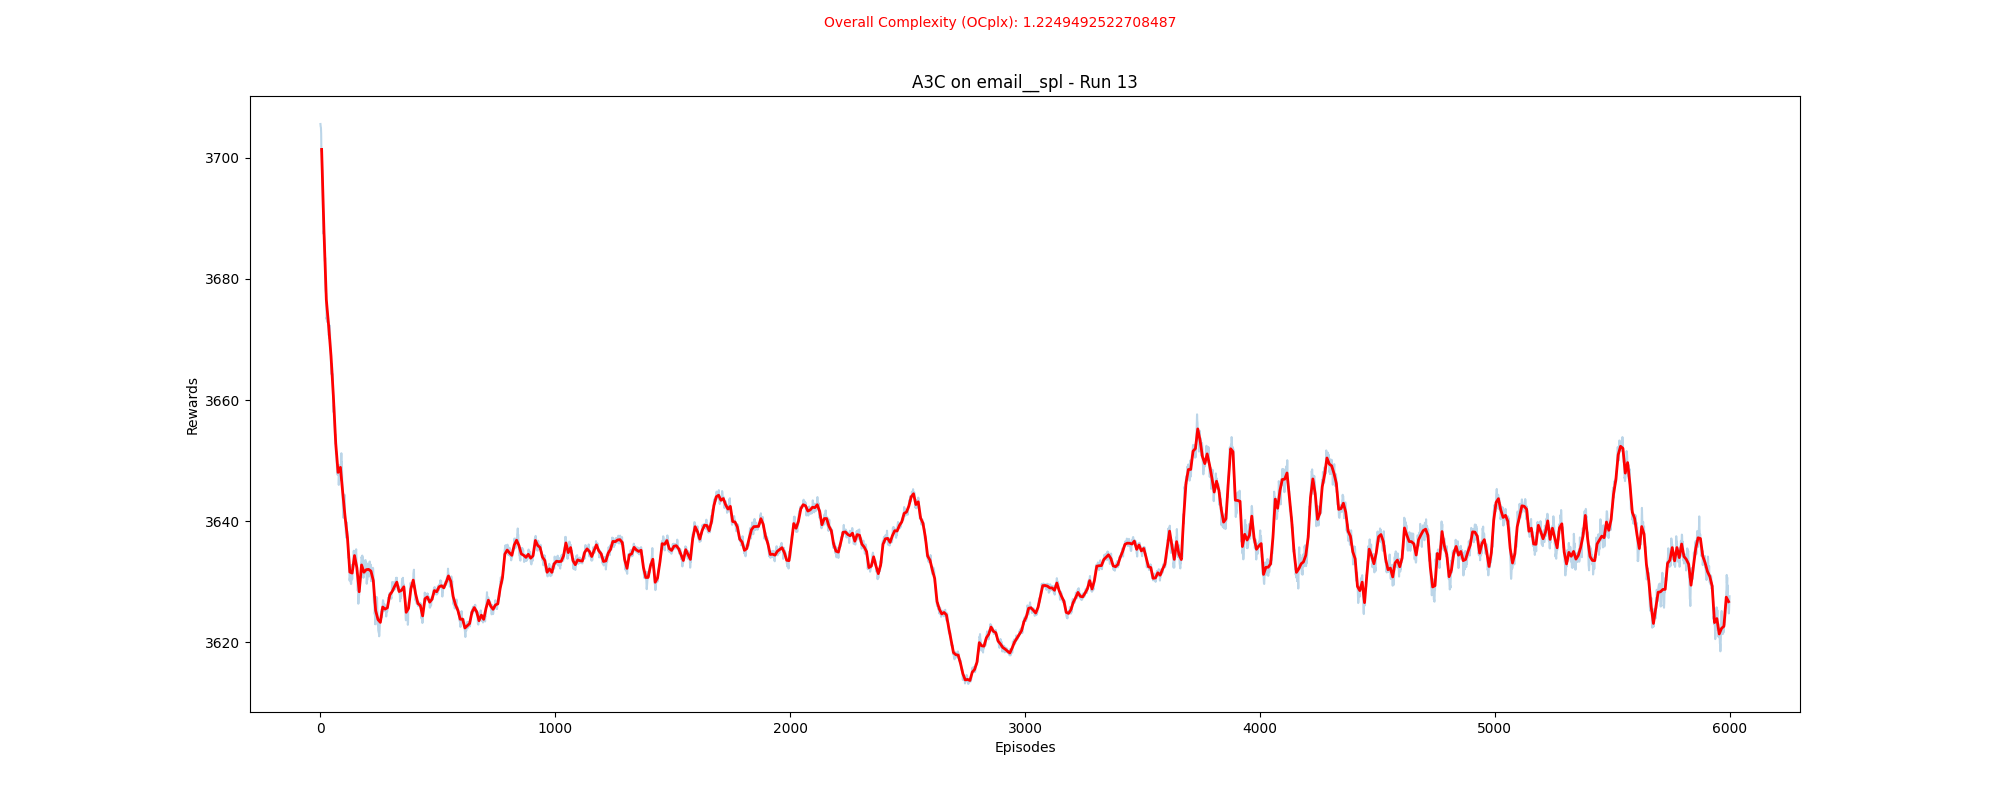 Overall Complexity (OCplx): 1.2249492522708487
A3C on email__spl - Run 13
3700
3680
3660
3640
3620
Rewards
0 1000 2000 3000 4000 5000 6000
Episodes